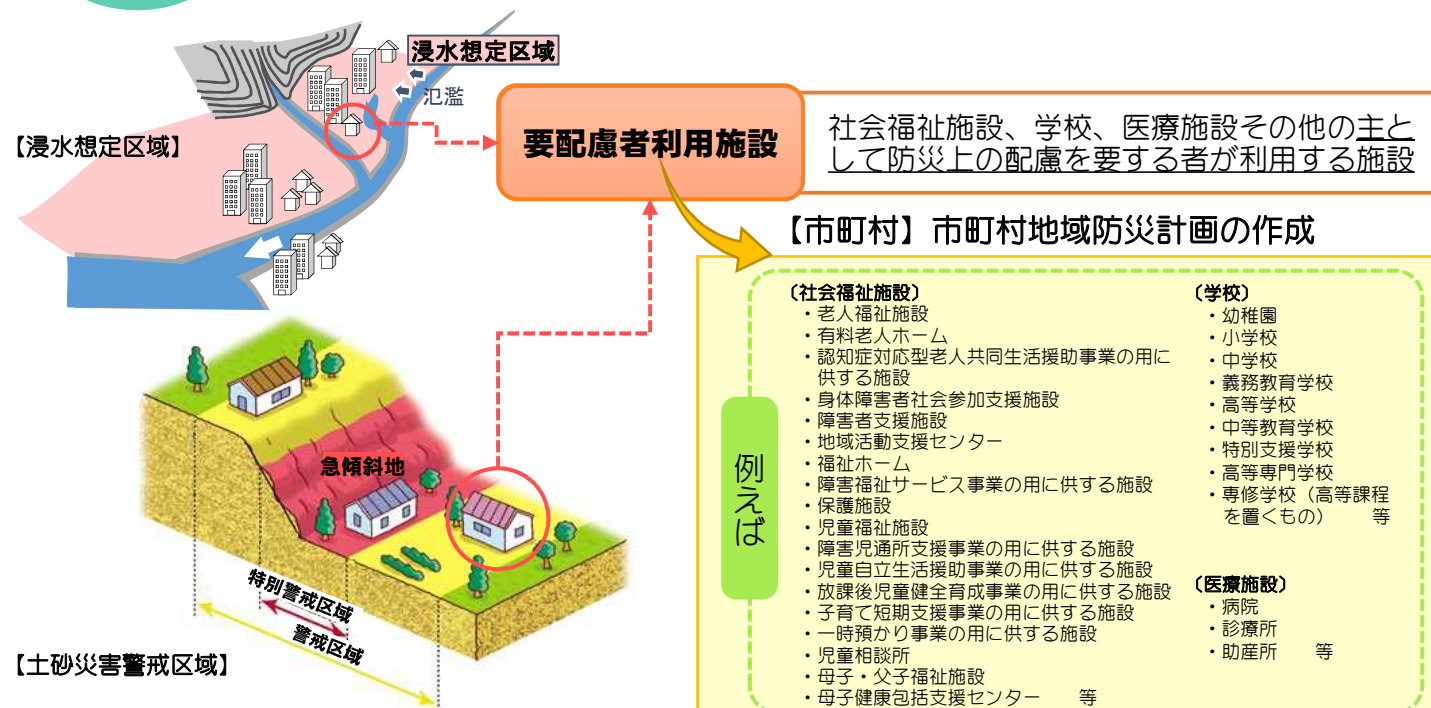 浸水想定区域
氾濫
【浸水想定区域】
要配慮者利用施設
社会福祉施設、学校、医療施設その他の主と
して防災上の配慮を要する者が利用する施設
【市町村】市町村地域防災計画の作成
例えば
（社会福祉施設）
・老人福祉施設
・有料老人ホーム
・認知症対応型老人共同生活援助事業の用に
供する施設
・身体障害者社会参加支援施設
・障害者支援施設
・地域活動支援センター
・福祉ホーム
・障害福祉サービス事業の用に供する施設
・保護施設
・児童福祉施設
・障害児通所支援事業の用に供する施設
・児童自立生活援助事業の用に供する施設
・放課後児童健全育成事業の用に供する施設
・子育て短期支援事業の用に供する施設
・一時預かり事業の用に供する施設
・児童相談所
・母子・父子福祉施設
・母子健康包括支援センター　　等
（学校）
・幼稚園
・小学校
・中学校
・義務教育学校
・高等学校
・中等教育学校
・特別支援学校
・高等専門学校
・専修学校（高等課程
を置くもの）　　等
（医療施設）
・病院
・診療所
・助産所　　等
急傾斜地
特別警戒区域
警戒区域
【土砂災害警戒区域】